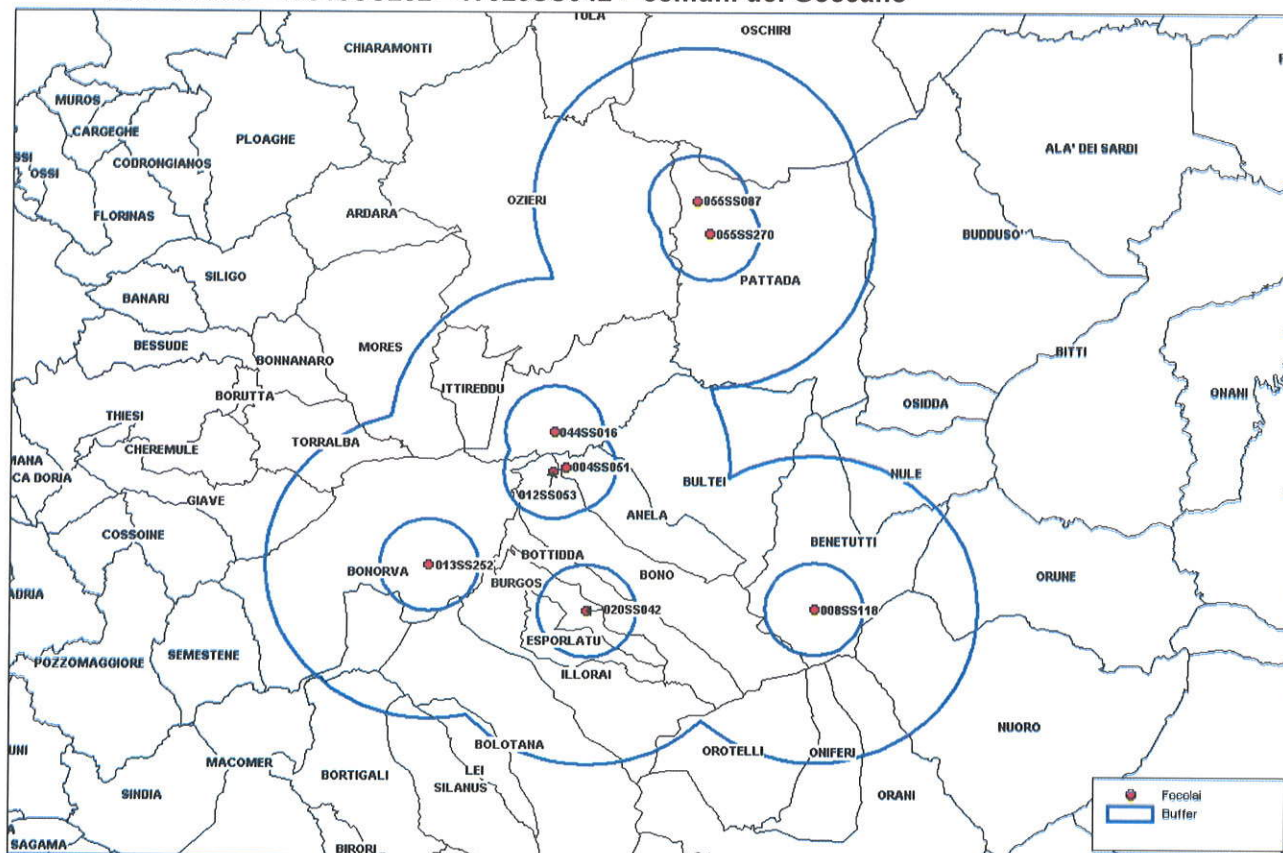 comuni del Goceano
TULA
OSCHIRI
CHIARAMONTI
MUROS
CARGEGHE
PLOAGHE
ALA' DEI SARDI
CODRONGIANOS
OSSI
OZIERI
055SS087
FLORINAS
ARDARA
055SS270
BUDDUSO'
SILIGO
PATTADA
BANARI
BESSUDE
MORES
BITTI
BONNANARO
ITTIREDDU
ONANI
BORUTTA
OSIDDA
THIESI
044SS016
TORRALBA
CHEREMULE
004SS051
NULE
BULTEI
012SS053
GIAVE
ANELA
COSSOINE
BENETUTTI
BOTTIDDA
013SS252
BONORVA
BONO
ORUNE
BURGOS
020SS042
008SS118
ESPORLATU
POZZOMAGGIORE
SEMESTENE
ILLORAI
NUORO
BOLOTANA
OROTELLI
ONIFERI
MACOMER
LEI
BORTIGALI
SILANUS
SINDIA
ORANI
Focolai
Buffer
SAGAMA
BIRORI